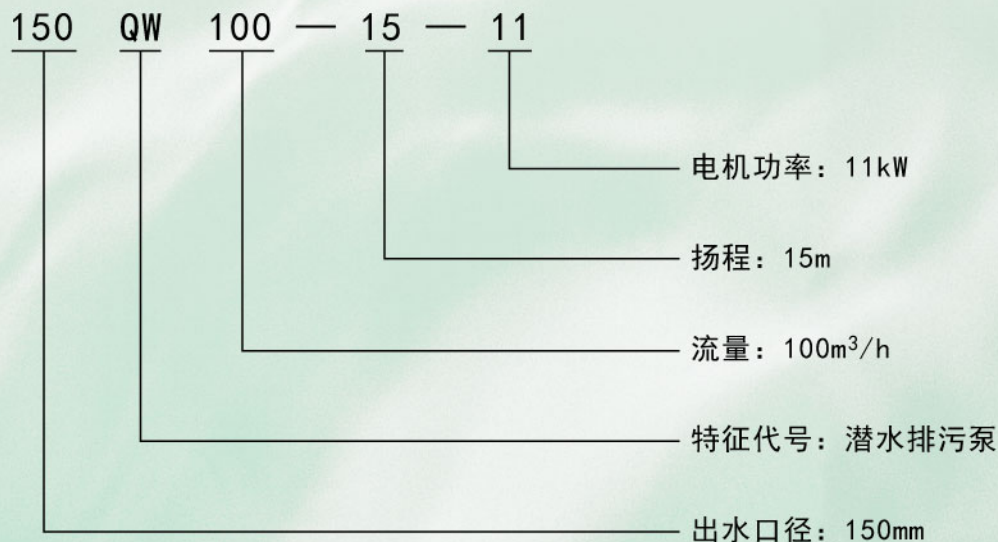 150 QW 100 — 15 — 11
电机功率：11kW
扬程：15m
流量：100m³/h
特征代号：潜水排污泵
出水口径：150mm